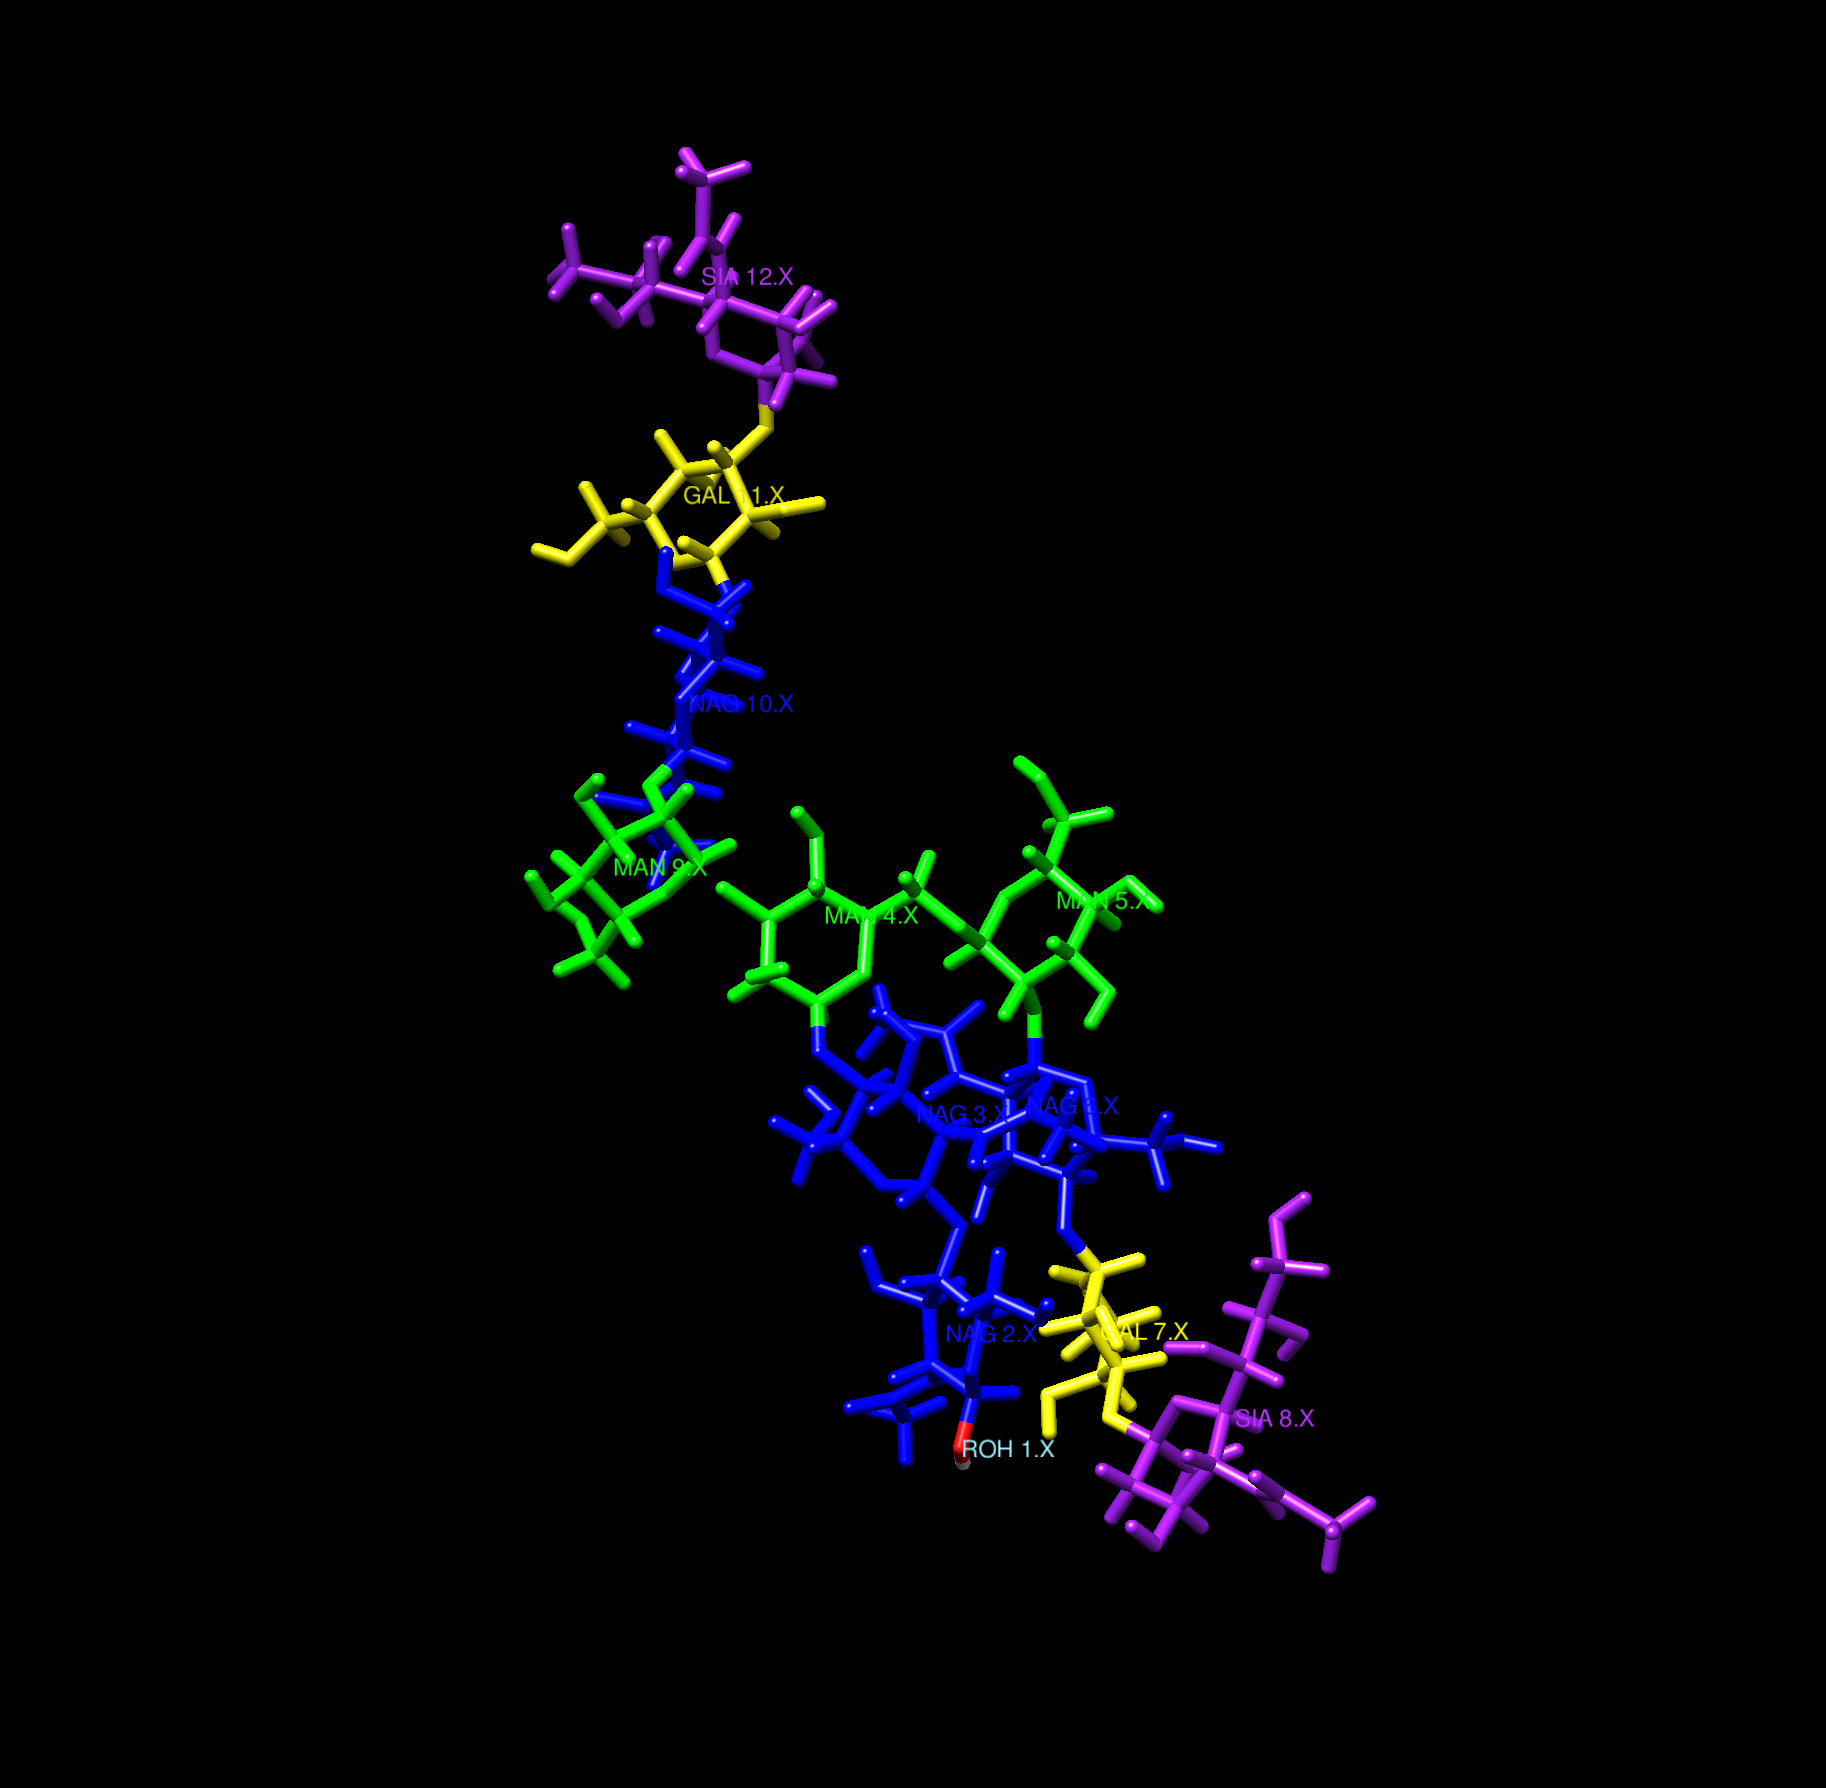 SIA 12.X
GAL 11.X
NAG 10.X
MAN 9.X
MAN 4.X
MAN 5.X
NAG 3.X
NAG 6.X
NAG 2.X
GAL 7.X
SIA 8.X
ROH 1.X